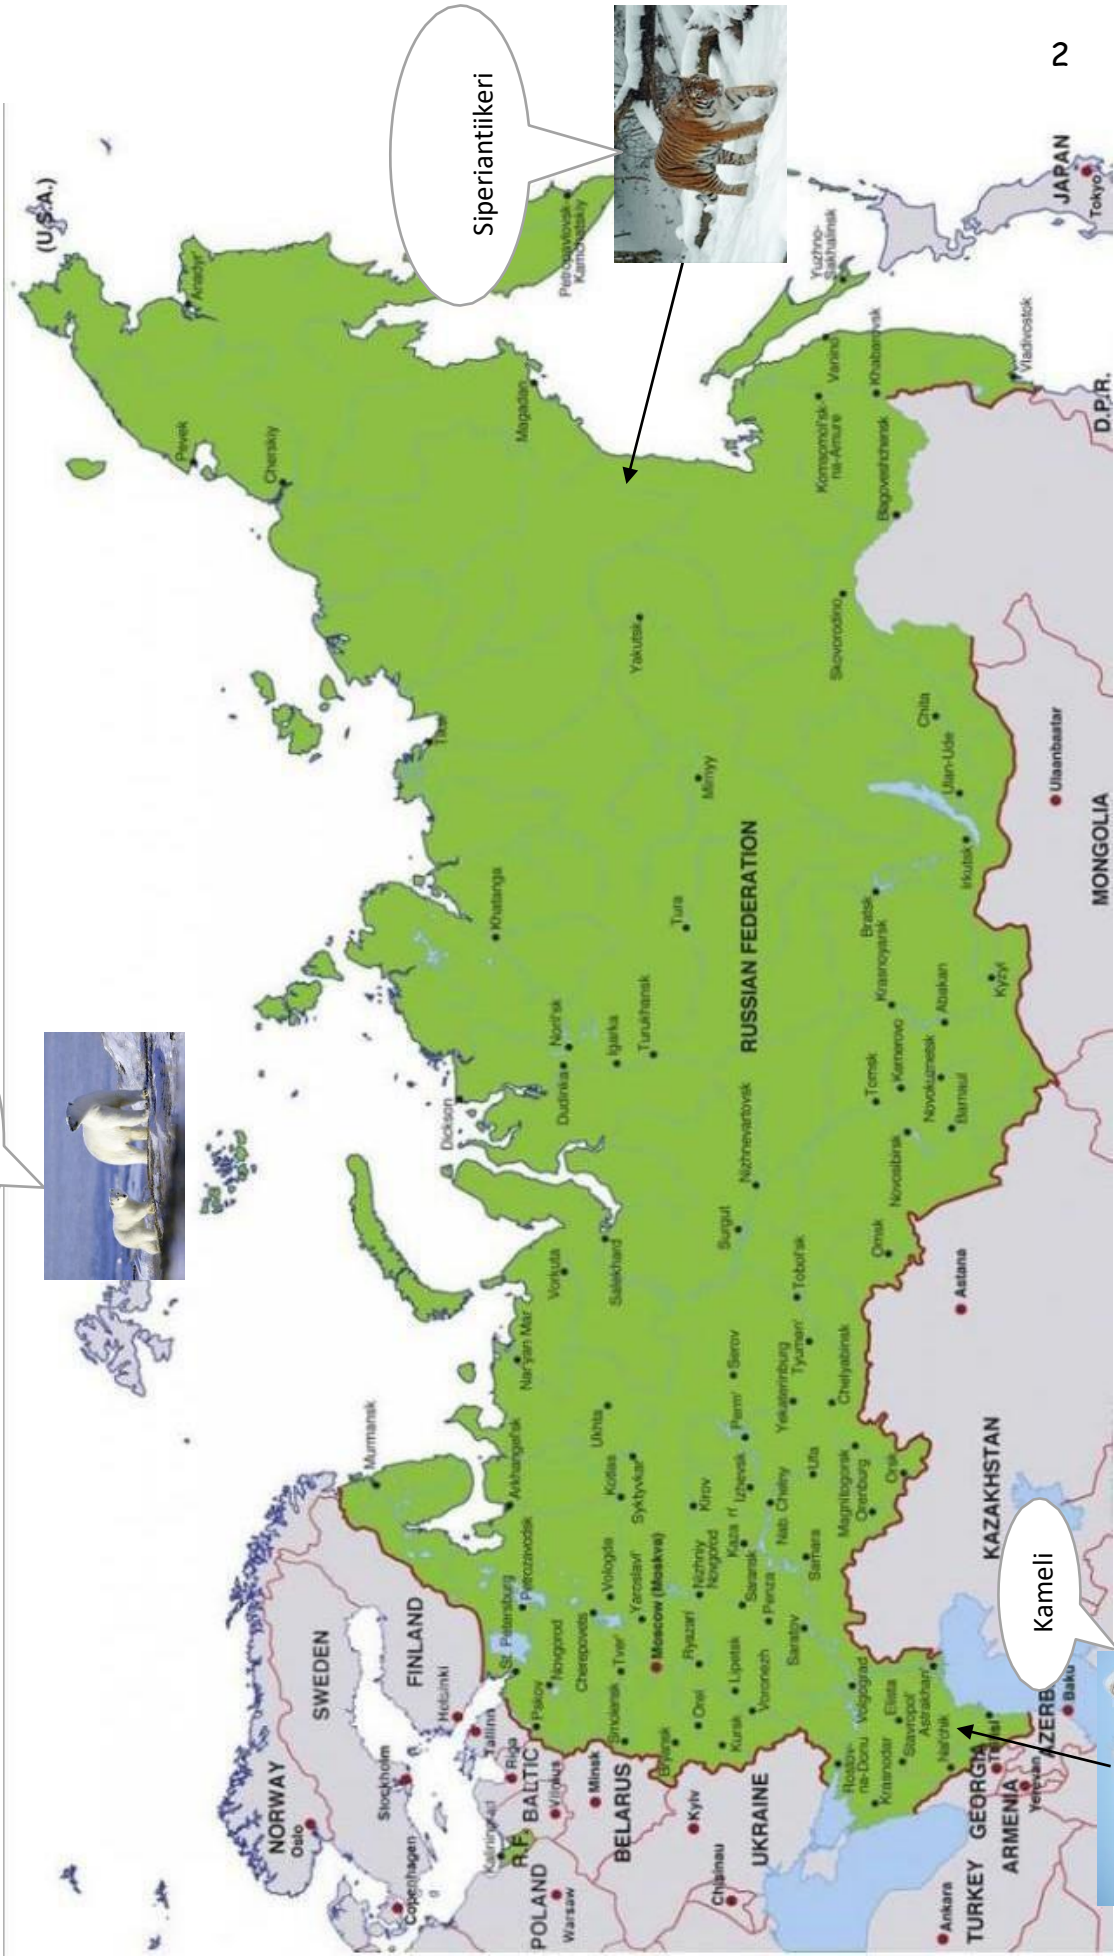 2
(U.S.A.)
Siperiantiikeri
Anadyr
Pevek
Cherskiy
Petropavlovsk-
Kamchatskiy
Magadan
Yuzhno-
Sakhalinsk
JAPAN
Tokyo
Vanino
Khabarovsk
Komsomol'sk-
na-Amure
Vladivostok
D.P.R.
Blagoveshchensk
Skovorodino
Yakutsk
Chita
Ulan-Ude
Ulaanbaatar
MONGOLIA
Mirnyy
Irkutsk
Bratsk
Tura
Khatanga
RUSSIAN FEDERATION
Krasnoyarsk
Abakan
Kyzyl
Noril'sk
Dudinka
Igarka
Turukhansk
Dickson
Tomsk
Kemerovo
Novokuznetsk
Barnaul
Novosibirsk
Nizhnevartovsk
Surgut
Omsk
Astana
Vorkuta
Salekhard
Tobol'sk
Nar'yan Mar
Serov
Tyumen'
Yekaterinburg
Chelyabinsk
Perm'
Ukhta
Murmansk
Arkhangel'sk
Kotlas
Syktyvkar
Kirov
Izhevsk
Ufa
Nab. Chelny
Magnitogorsk
Orenburg
Orsk
KAZAKHSTAN
Petrozavodsk
Vologda
Yaroslavl'
Nizhniy
Novgorod
Saransk
Penza
Samara
Saratov
St. Petersburg
Novgorod
Cherepovets
Tver'
Moscow (Moskva)
Ryazan'
Lipetsk
Voronezh
Pskov
Smolensk
Orel
Kursk
Bryansk
Volgograd
Elista
Astrakhan'
Stavropol'
Rostov-
na-Donu
Krasnodar
Nal'chik
Kameli
NORWAY
Oslo
SWEDEN
Stockholm
FINLAND
Helsinki
Tallinn
Riga
BALTIC
Vilnius
Minsk
BELARUS
Kaliningrad
R.F.
Copenhagen
POLAND
Warsaw
Kyiv
UKRAINE
Chisinau
GEORGIA
ARMENIA
Yerevan
Baku
TURKEY
Ankara